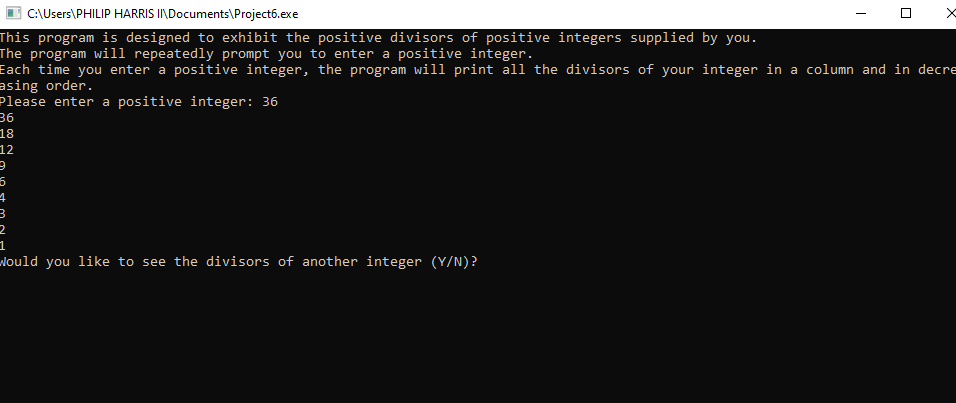 C:\Users\PHILIP HARRIS II\Documents\Project6.exe
This program is designed to exhibit the positive divisors of positive integers supplied by you.
The program will repeatedly prompt you to enter a positive integer.
Each time you enter a positive integer, the program will print all the divisors of your integer in a column and in decre
asing order.
Please enter a positive integer: 36
36
18
12
9
6
4
3
2
1
Would you like to see the divisors of another integer (Y/N)?